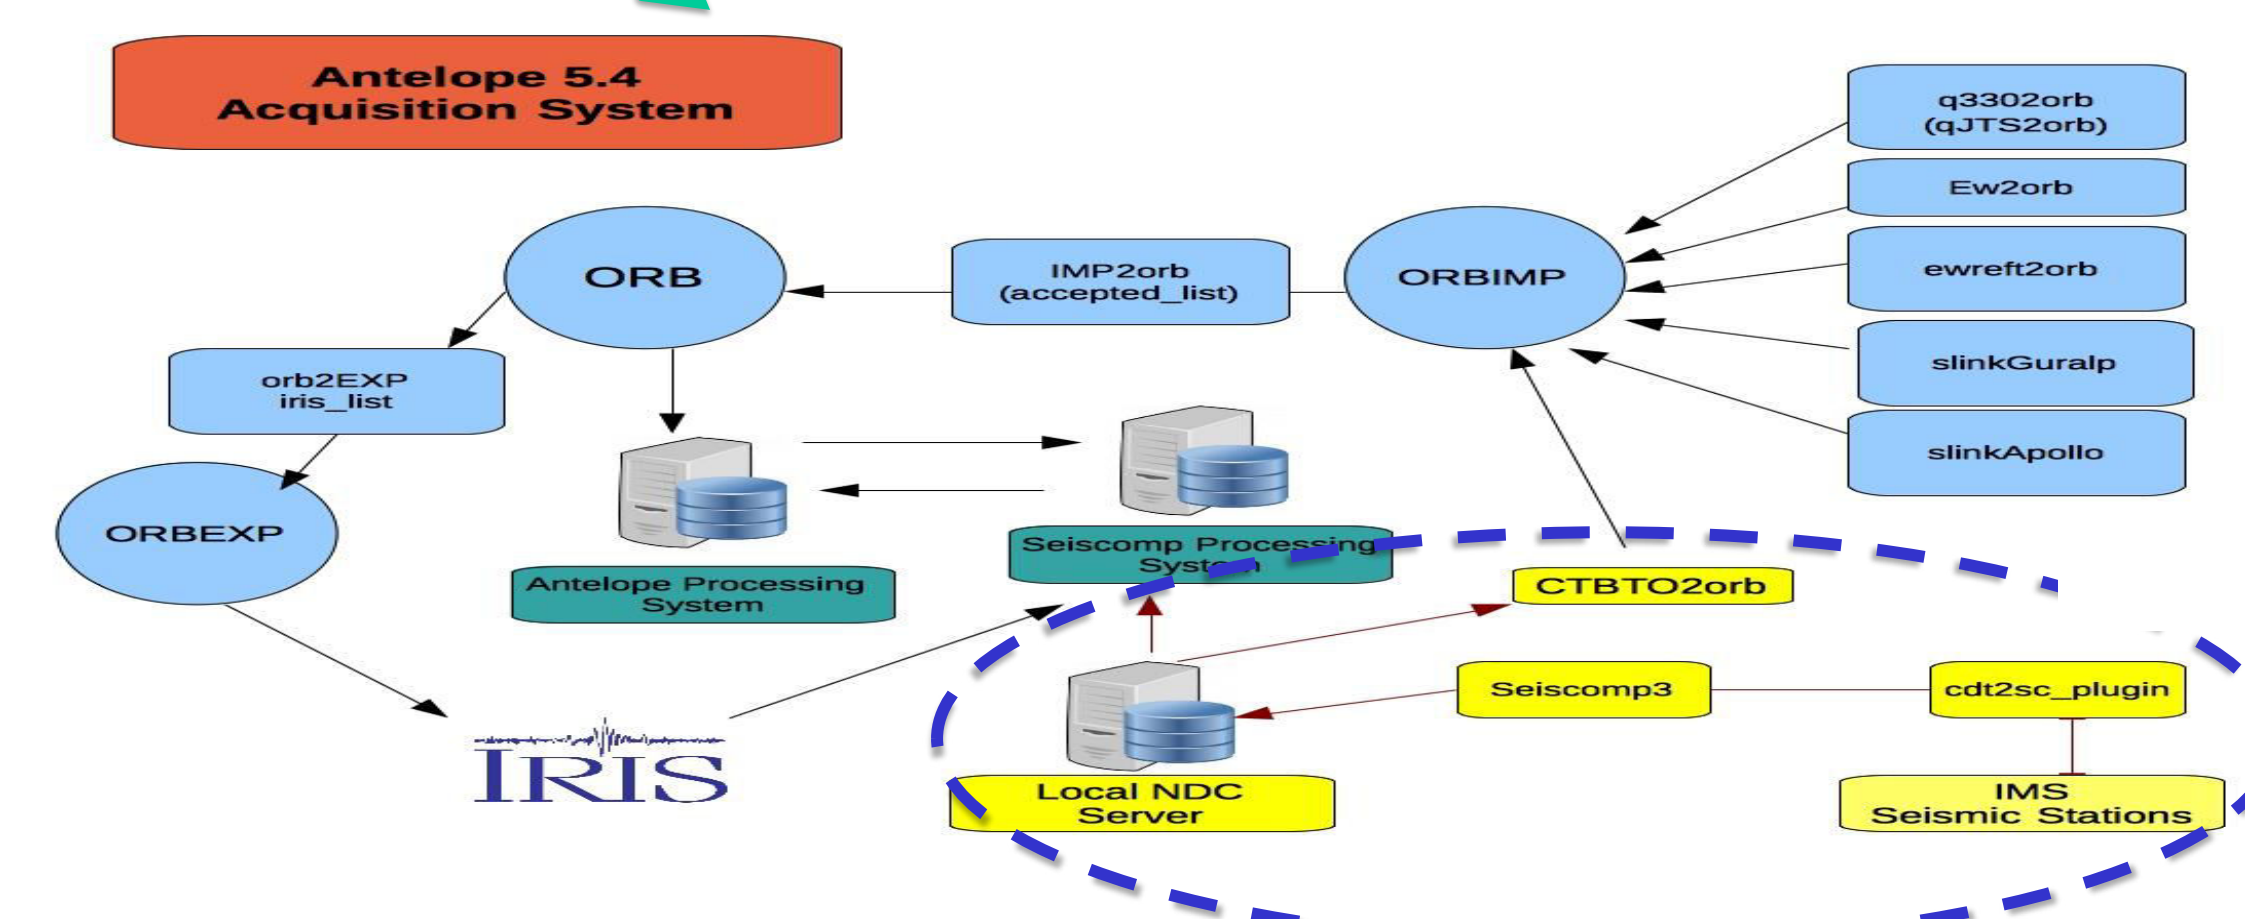 Antelope 5.4
Acquisition System
q3302orb
(qJTS2orb)
Ew2orb
ewreft2orb
slinkGuralp
slinkApollo
ORBIMP
IMP2orb
(accepted_list)
ORB
orb2EXP
iris_list
ORBEXP
Antelope Processing
System
Seiscomp Processing
System
CTBTO2orb
Seiscomp3
cdt2sc_plugin
IRIS
Local NDC
Server
IMS
Seismic Stations